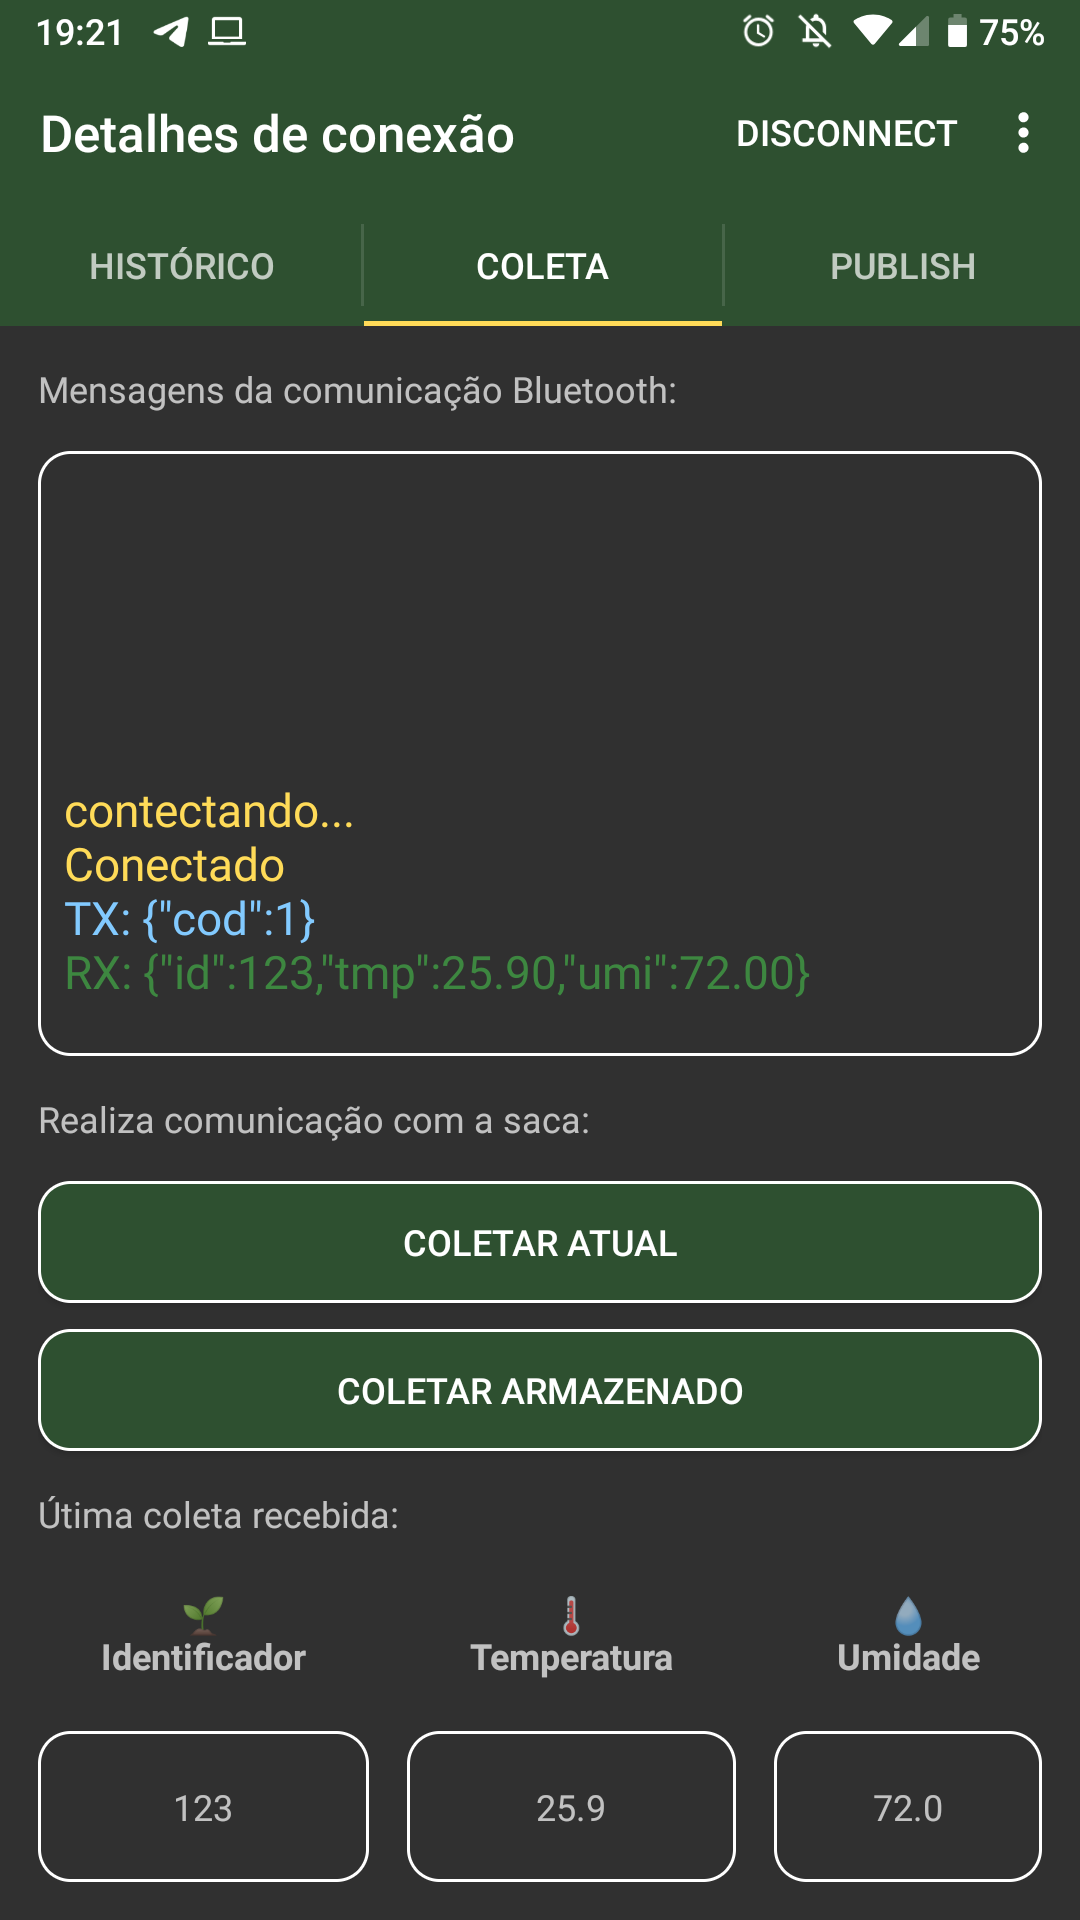 19:21 75%
Detalhes de conexão DISCONNECT
HISTÓRICO COLETA PUBLISH
Mensagens da comunicação Bluetooth:
contectando...
Conectado
TX: {"cod":1}
RX: {"id":123,"tmp":25.90,"umi":72.00}
Realiza comunicação com a saca:
COLETAR ATUAL
COLETAR ARMAZENADO
Útima coleta recebida:
Identificador Temperatura Umidade
123 25.9 72.0